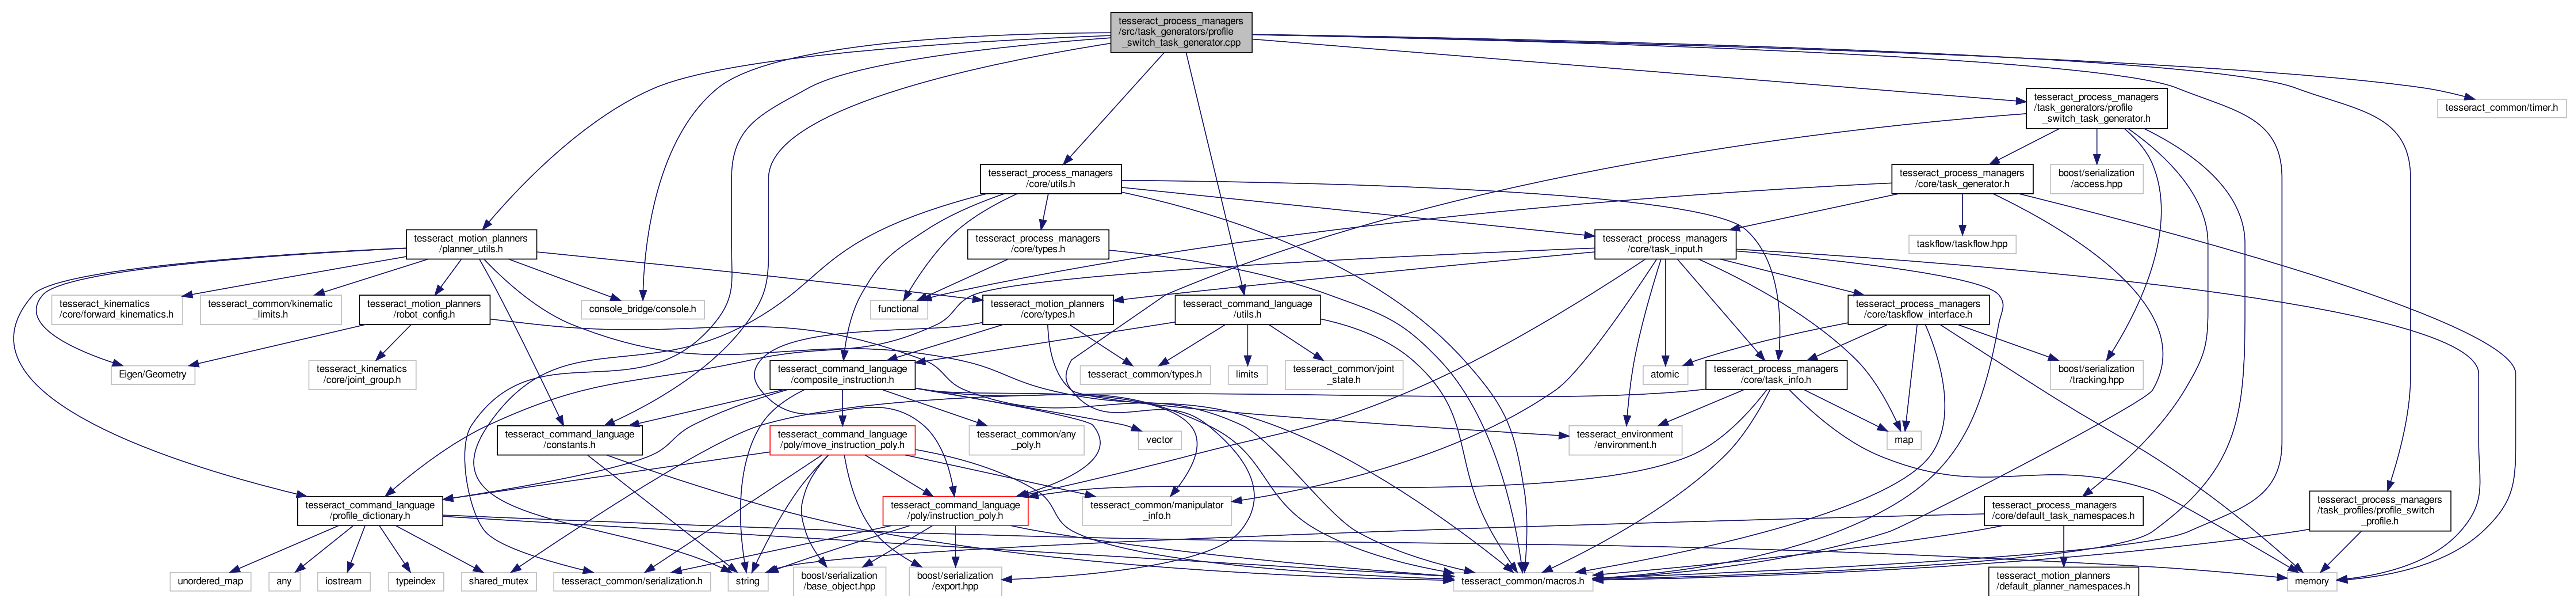 tesseract_process_managers
/src/task_generators/profile
_switch_task_generator.cpp
tesseract_process_managers
/task_generators/profile
_switch_task_generator.h
tesseract_common/timer.h
tesseract_process_managers
/core/utils.h
tesseract_process_managers
/core/task_generator.h
boost/serialization
/access.hpp
tesseract_motion_planners
/planner_utils.h
tesseract_process_managers
/core/types.h
tesseract_process_managers
/core/task_input.h
taskflow/taskflow.hpp
tesseract_kinematics
/core/forward_kinematics.h
tesseract_common/kinematic
_limits.h
tesseract_motion_planners
/robot_config.h
console_bridge/console.h
functional
tesseract_motion_planners
/core/types.h
tesseract_command_language
/utils.h
tesseract_process_managers
/core/taskflow_interface.h
Eigen/Geometry
tesseract_kinematics
/core/joint_group.h
tesseract_command_language
/composite_instruction.h
tesseract_common/types.h
limits
tesseract_common/joint
_state.h
atomic
tesseract_process_managers
/core/task_info.h
boost/serialization
/tracking.hpp
tesseract_command_language
/constants.h
tesseract_command_language
/poly/move_instruction_poly.h
tesseract_common/any
_poly.h
vector
tesseract_environment
/environment.h
map
tesseract_command_language
/profile_dictionary.h
tesseract_command_language
/poly/instruction_poly.h
tesseract_common/manipulator
_info.h
tesseract_process_managers
/core/default_task_namespaces.h
tesseract_process_managers
/task_profiles/profile_switch
_profile.h
unordered_map
any
iostream
typeindex
shared_mutex
tesseract_common/serialization.h
string
boost/serialization
/base_object.hpp
boost/serialization
/export.hpp
tesseract_common/macros.h
tesseract_motion_planners
/default_planner_namespaces.h
memory